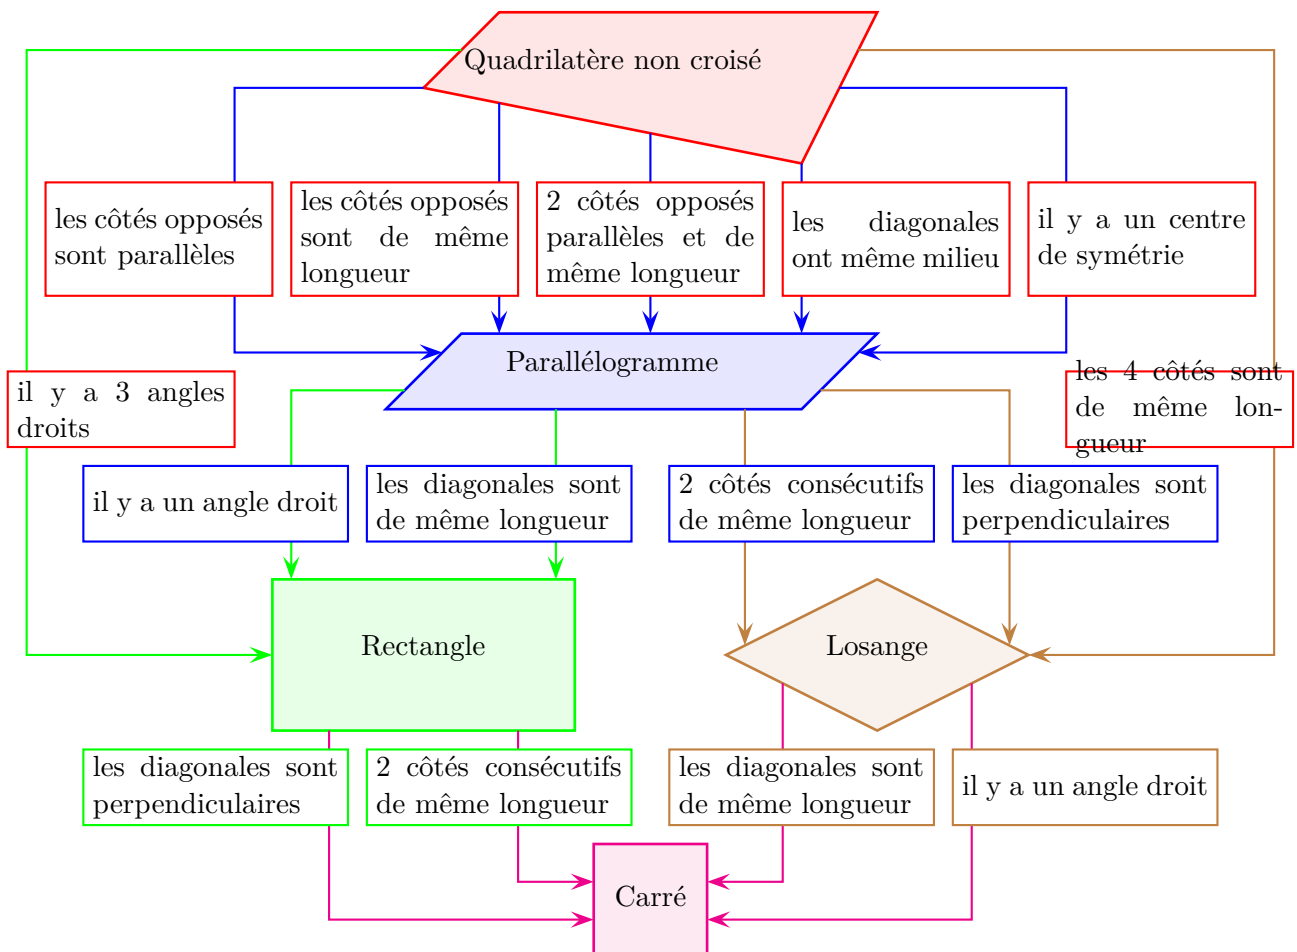 Quadrilatère non croisé
les côtés opposés
sont parallèles
les côtés opposés
sont de même
longueur
2 côtés opposés
parallèles et de
même longueur
les diagonales
ont même milieu
il y a un centre
de symétrie
Parallélogramme
il y a 3 angles
droits
les 4 côtés sont
de même lon-
gueur
il y a un angle droit
les diagonales sont
de même longueur
2 côtés consécutifs
de même longueur
les diagonales sont
perpendiculaires
Rectangle
Losange
les diagonales sont
perpendiculaires
2 côtés consécutifs
de même longueur
les diagonales sont
de même longueur
il y a un angle droit
Carré